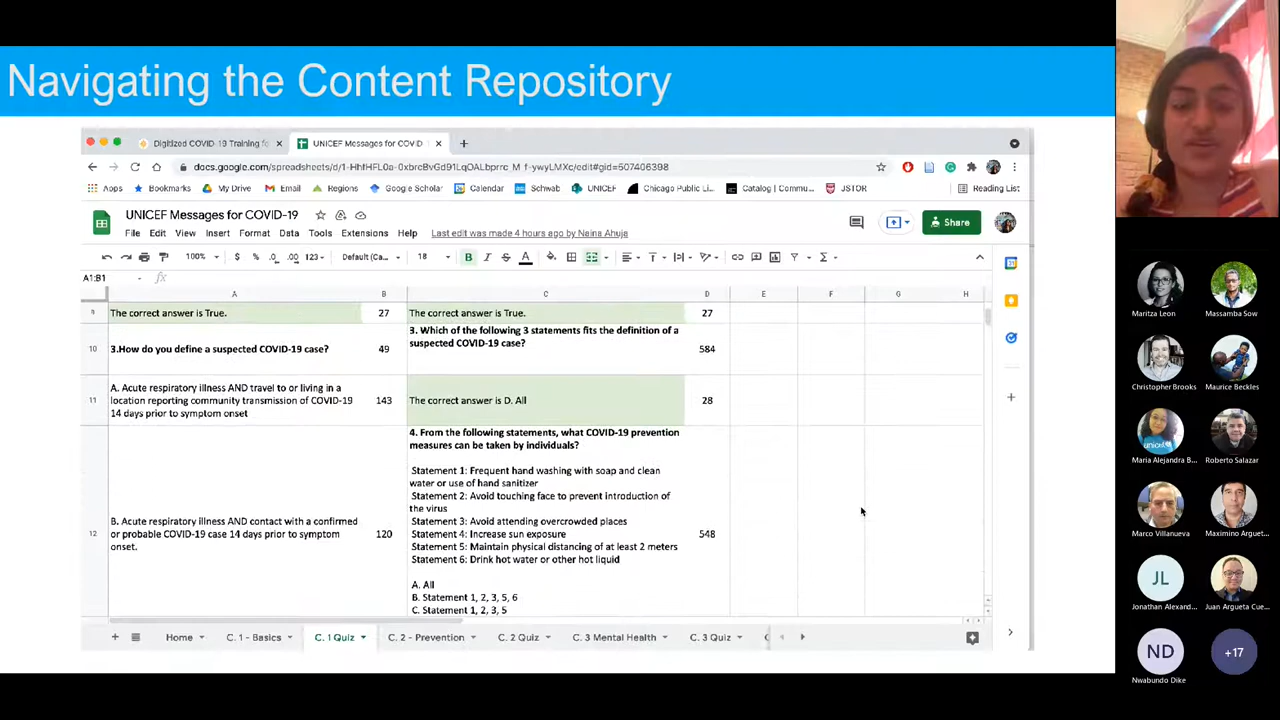 Navigating the Content Repository
Digitized COVID-19 Training fo
UNICEF Messages for COVID
docs.google.com/spreadsheets/d/1-HhfHFL0a-0xbrcBvGd91LqOALbprrc_M_f-ywyLMXc/edit#gid=607406398
Apps Bookmarks My Drive Email Regions Google Scholar Calendar Schwab UNICEF Chicago Public Li... Catalog | Commu... JSTOR Reading List
UNICEF Messages for COVID-19
Share
File Edit View Insert Format Data Tools Extensions Help Last edit was made 4 hours ago by Naina Ahuja
100% $ % .0 .00 123 Default (Ca... 18 B I S A
A1:B1 fx
A B C D E F G H
9 The correct answer is True. 27 The correct answer is True. 27
10 3.How do you define a suspected COVID-19 case? 49
3. Which of the following 3 statements fits the definition of a
suspected COVID-19 case?
584
11 A. Acute respiratory illness AND travel to or living in a
location reporting community transmission of COVID-19
14 days prior to symptom onset
143
The correct answer is D. All 28
12 B. Acute respiratory illness AND contact with a confirmed
or probable COVID-19 case 14 days prior to symptom
onset.
120
4. From the following statements, what COVID-19 prevention
measures can be taken by individuals?
Statement 1: Frequent hand washing with soap and clean
water or use of hand sanitizer
Statement 2: Avoid touching face to prevent introduction of
the virus
Statement 3: Avoid attending overcrowded places
Statement 4: Increase sun exposure
Statement 5: Maintain physical distancing of at least 2 meters
Statement 6: Drink hot water or other hot liquid
A. All
B. Statement 1, 2, 3, 5, 6
C. Statement 1, 2, 3, 5
548
Home C. 1 - Basics C. 1 Quiz C. 2 - Prevention C. 2 Quiz C. 3 Mental Health C. 3 Quiz
Maritza Leon
Massamba Sow
Christopher Brooks
Maurice Beckles
unicef
María Alejandra B...
Roberto Salazar
Marco Villanueva
Maximino Arguet...
JL
Jonathan Alexand...
Juan Argueta Cue...
ND
Nwabundo Dike
+17